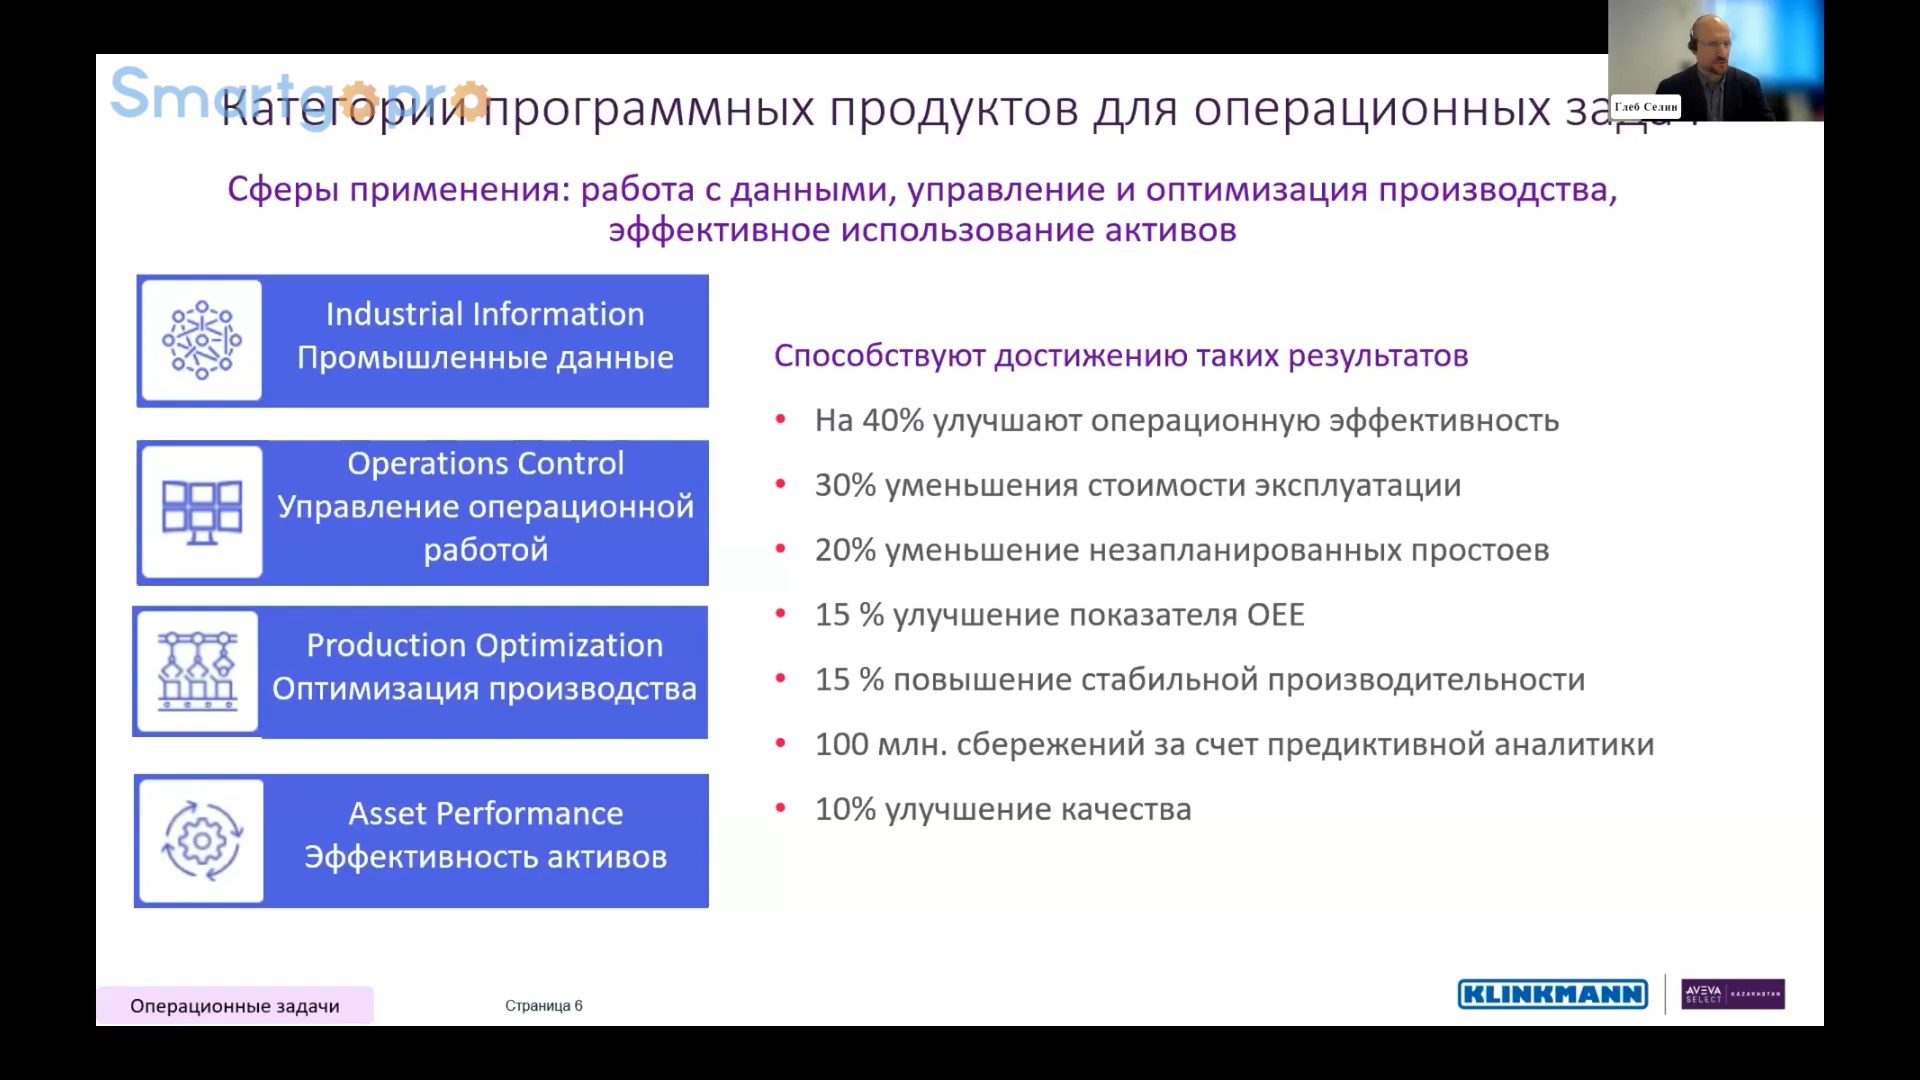 Smartgopro
Категории программных продуктов для операционных задач
Глеб Селин
Сферы применения: работа с данными, управление и оптимизация производства,
эффективное использование активов
Industrial Information
Промышленные данные
Operations Control
Управление операционной
работой
Production Optimization
Оптимизация производства
Asset Performance
Эффективность активов
Способствуют достижению таких результатов
• На 40% улучшают операционную эффективность
• 30% уменьшения стоимости эксплуатации
• 20% уменьшение незапланированных простоев
• 15 % улучшение показателя OEE
• 15 % повышение стабильной производительности
• 100 млн. сбережений за счет предиктивной аналитики
• 10% улучшение качества
Операционные задачи
Страница 6
KLINKMANN
AVEVA
SELECT
KAZAKHSTAN